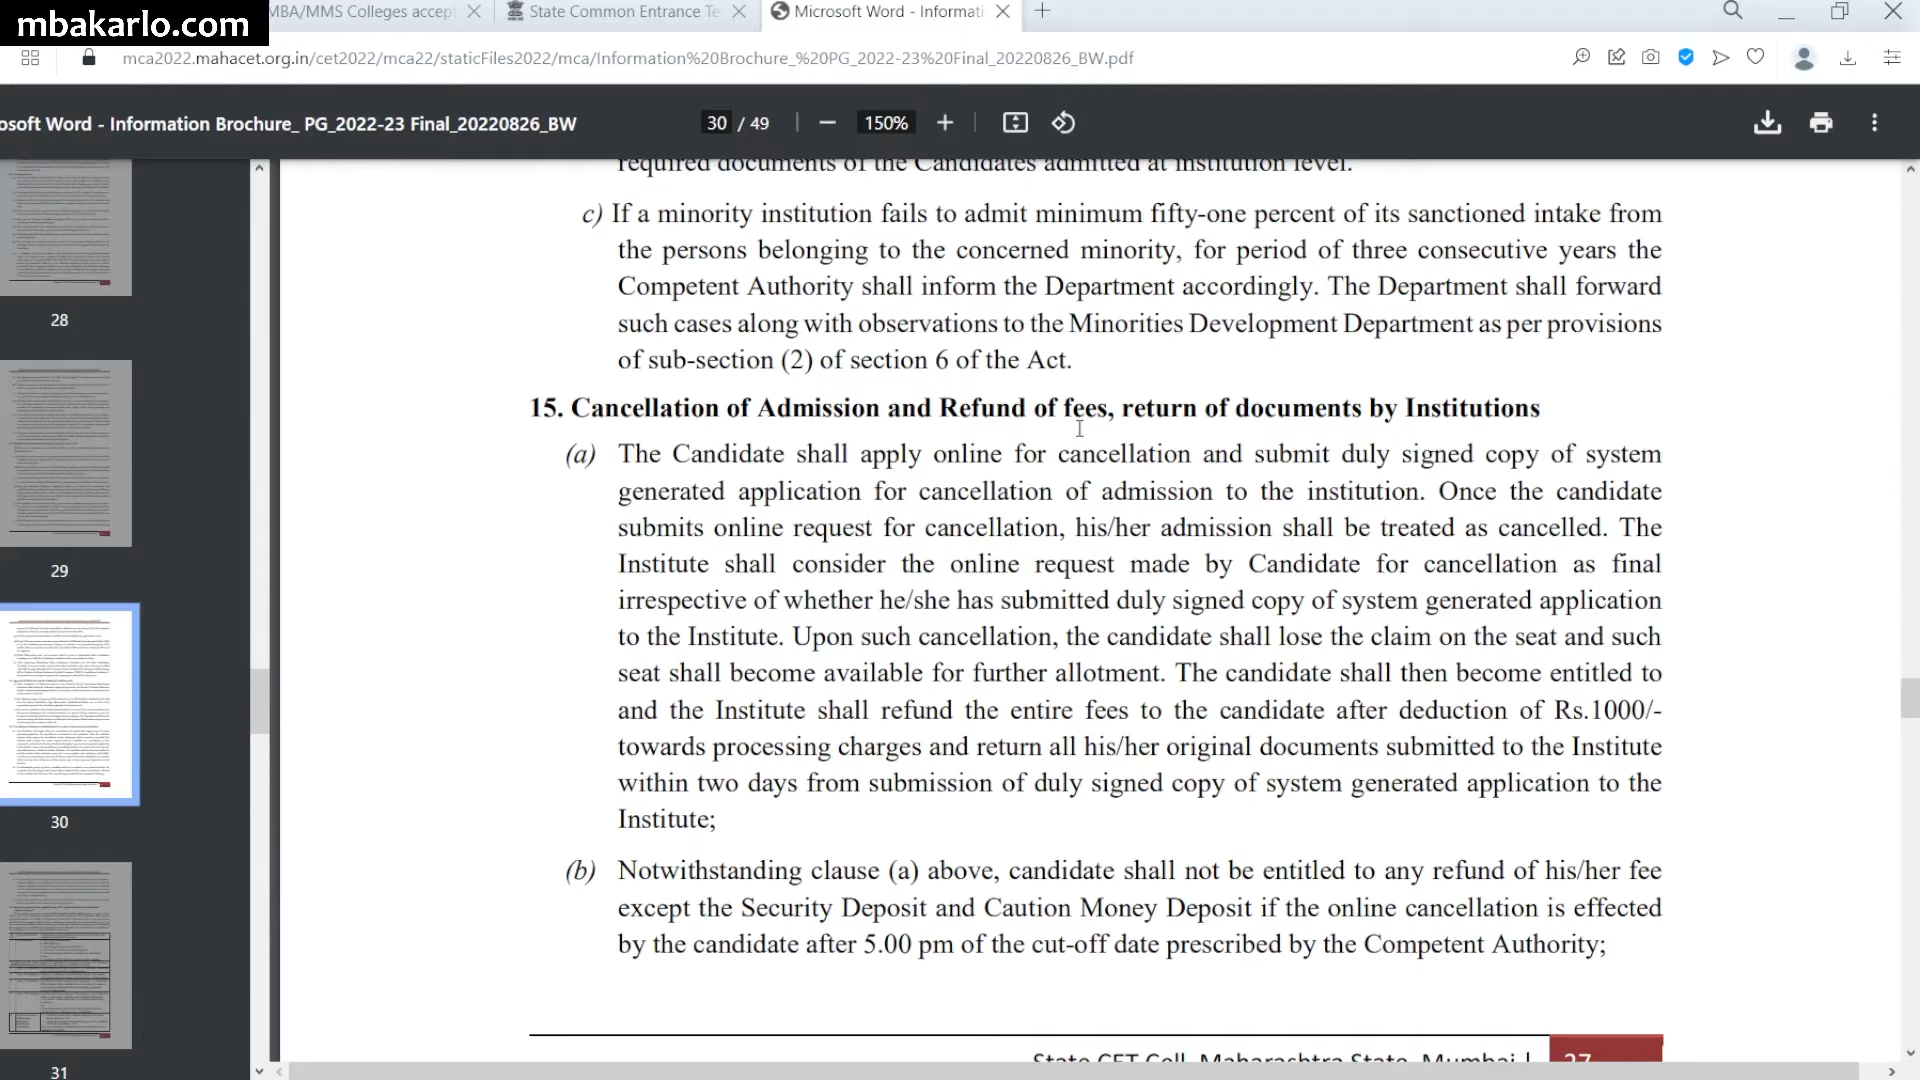 mbakarlo.com
MBA/MMS Colleges accep
State Common Entrance Te
Microsoft Word - Informati
mca2022.mahacet.org.in/cet2022/mca22/staticFiles2022/mca/Information%20Brochure_%20PG_2022-23%20Final_20220826_BW.pdf
osoft Word - Information Brochure_ PG_2022-23 Final_20220826_BW
30 / 49
150%
required documents of the Candidates admitted at institution level.
c) If a minority institution fails to admit minimum fifty-one percent of its sanctioned intake from
the persons belonging to the concerned minority, for period of three consecutive years the
Competent Authority shall inform the Department accordingly. The Department shall forward
such cases along with observations to the Minorities Development Department as per provisions
of sub-section (2) of section 6 of the Act.
15. Cancellation of Admission and Refund of fees, return of documents by Institutions
(a) The Candidate shall apply online for cancellation and submit duly signed copy of system
generated application for cancellation of admission to the institution. Once the candidate
submits online request for cancellation, his/her admission shall be treated as cancelled. The
Institute shall consider the online request made by Candidate for cancellation as final
irrespective of whether he/she has submitted duly signed copy of system generated application
to the Institute. Upon such cancellation, the candidate shall lose the claim on the seat and such
seat shall become available for further allotment. The candidate shall then become entitled to
and the Institute shall refund the entire fees to the candidate after deduction of Rs.1000/-
towards processing charges and return all his/her original documents submitted to the Institute
within two days from submission of duly signed copy of system generated application to the
Institute;
(b) Notwithstanding clause (a) above, candidate shall not be entitled to any refund of his/her fee
except the Security Deposit and Caution Money Deposit if the online cancellation is effected
by the candidate after 5.00 pm of the cut-off date prescribed by the Competent Authority;
State CET Cell, Maharashtra State, Mumbai |
27
28
29
30
31